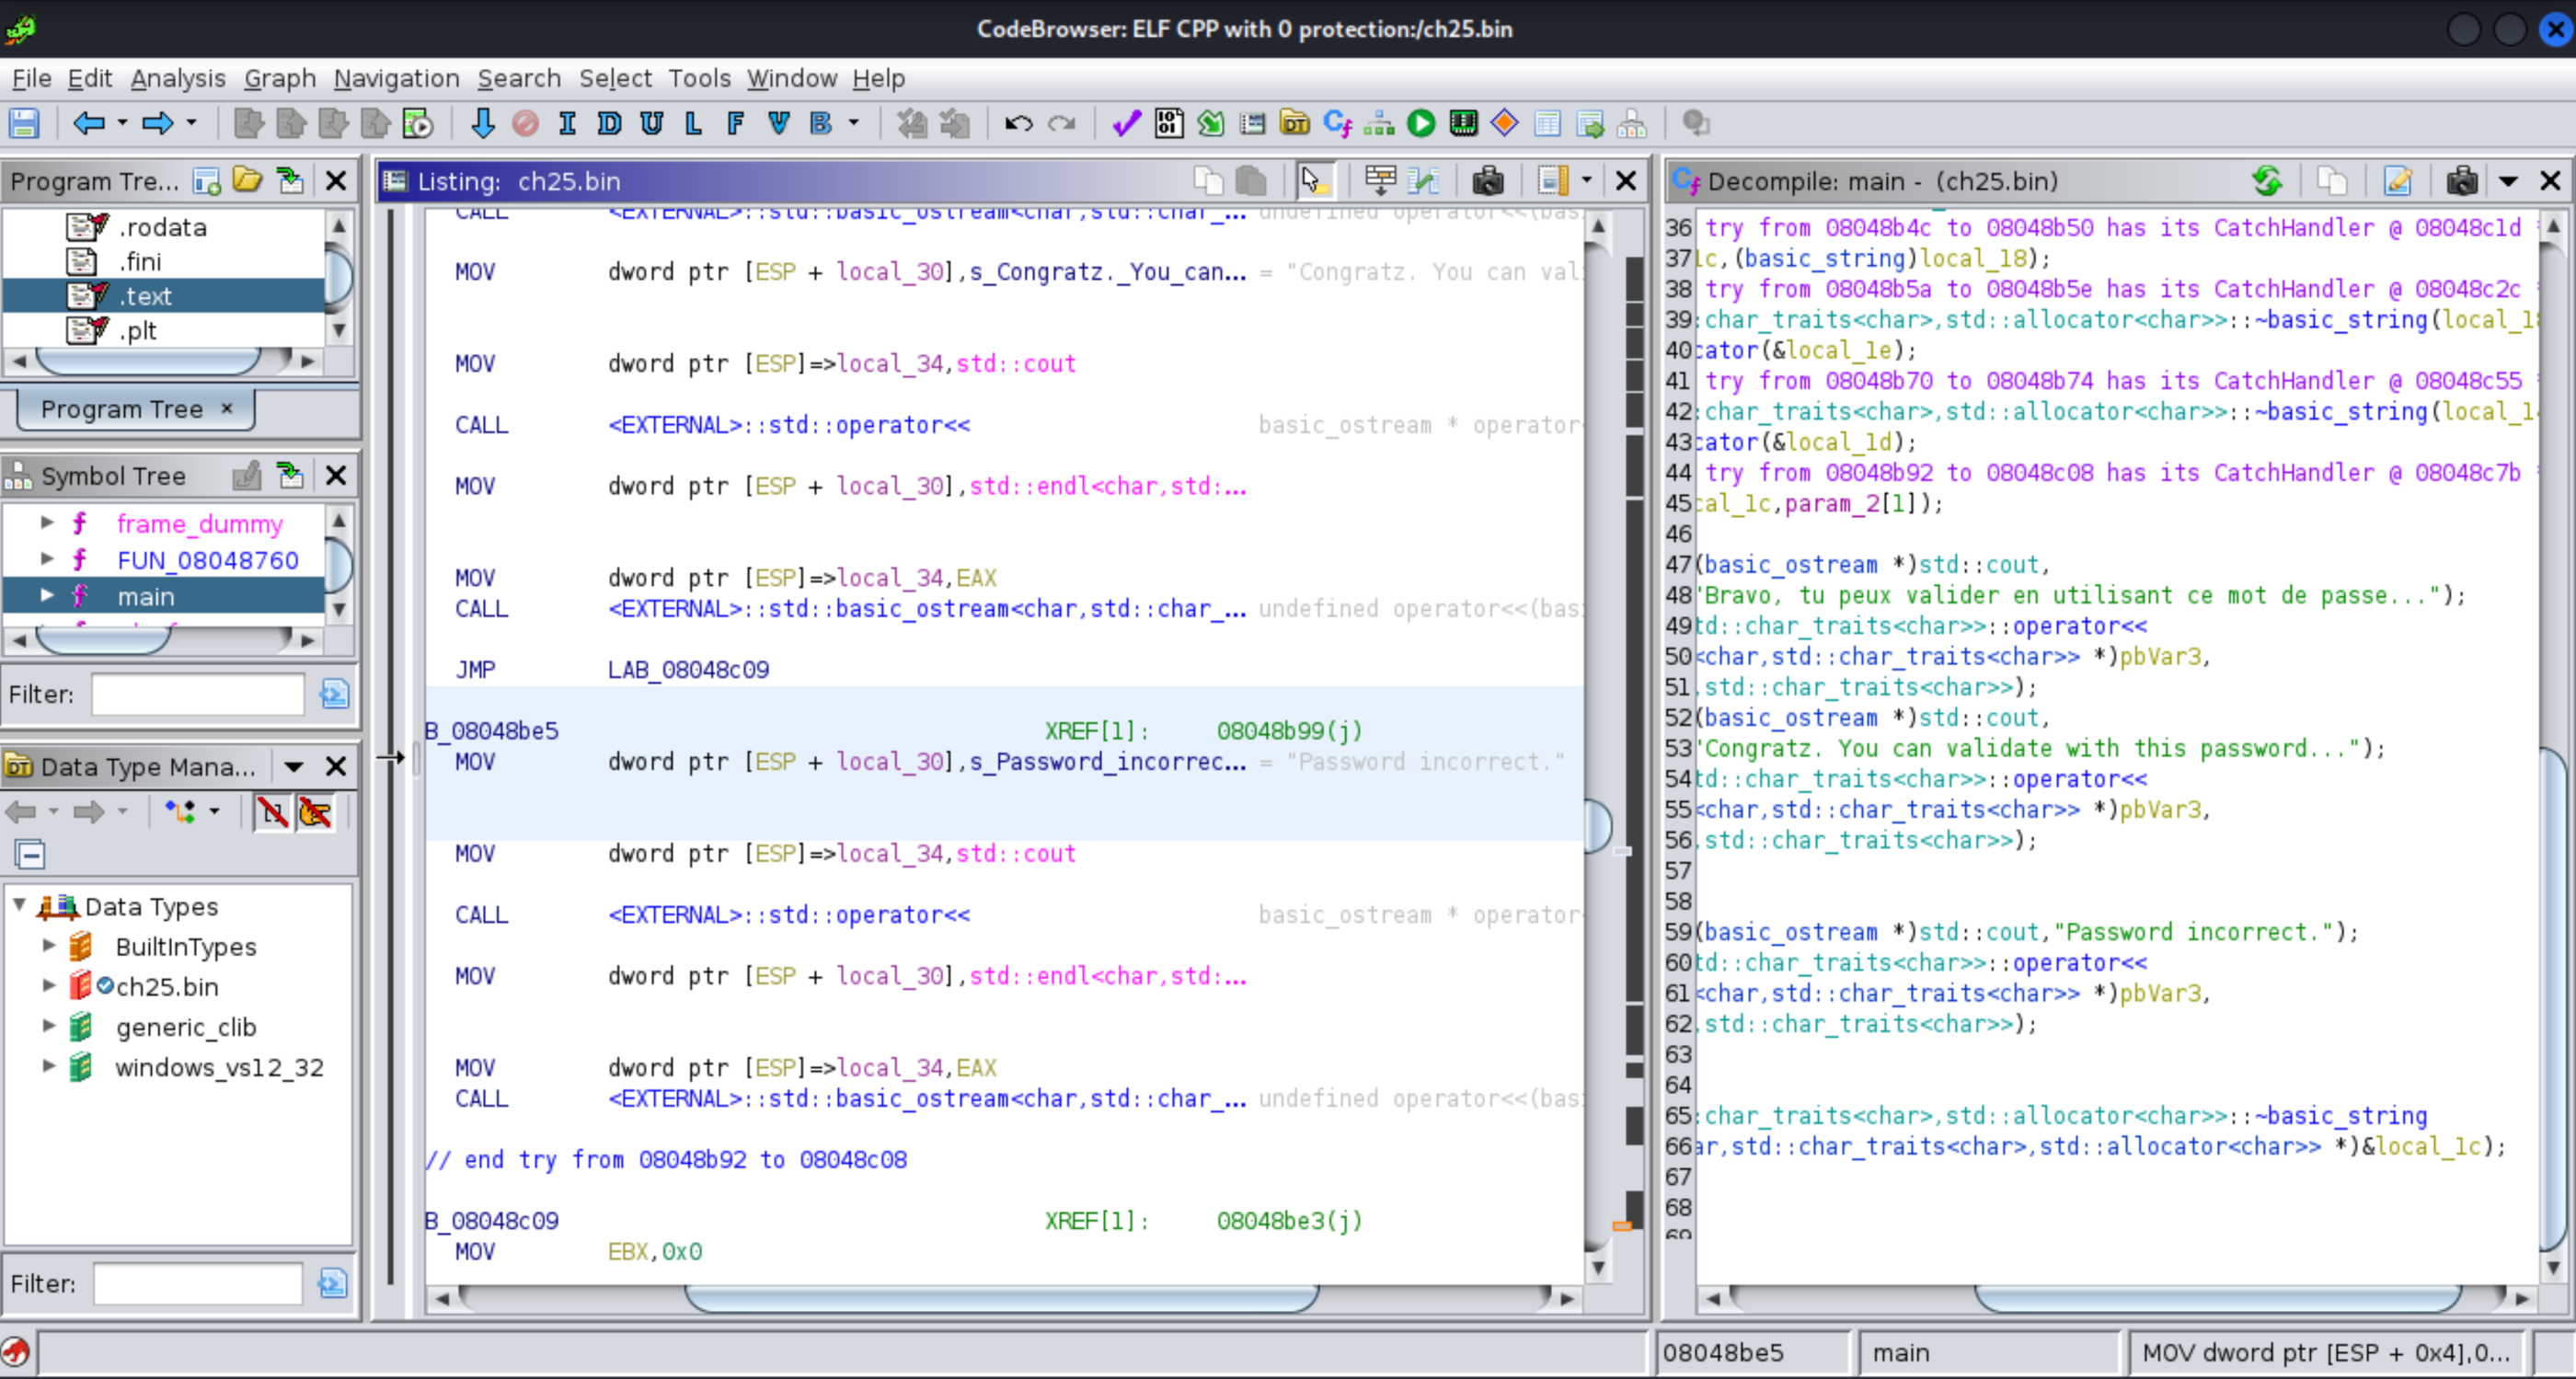 CodeBrowser: ELF CPP with 0 protection:/ch25.bin
File Edit Analysis Graph Navigation Search Select Tools Window Help
I D U L F V B
Program Tre...
.rodata
.fini
.text
.plt
Program Tree ×
Symbol Tree
frame_dummy
FUN_08048760
main
Filter:
Data Type Mana...
Data Types
BuiltInTypes
ch25.bin
generic_clib
windows_vs12_32
Filter:
Listing: ch25.bin
CALL <EXTERNAL>::std::basic_ostream<char,std::char_... undefined operator<<(bas
MOV dword ptr [ESP + local_30],s_Congratz._You_can... = "Congratz. You can val
MOV dword ptr [ESP]=>local_34,std::cout
CALL <EXTERNAL>::std::operator<< basic_ostream * operator
MOV dword ptr [ESP + local_30],std::endl<char,std:...
MOV dword ptr [ESP]=>local_34,EAX
CALL <EXTERNAL>::std::basic_ostream<char,std::char_... undefined operator<<(bas
JMP LAB_08048c09
B_08048be5 XREF[1]: 08048b99(j)
MOV dword ptr [ESP + local_30],s_Password_incorrec... = "Password incorrect."
MOV dword ptr [ESP]=>local_34,std::cout
CALL <EXTERNAL>::std::operator<< basic_ostream * operator
MOV dword ptr [ESP + local_30],std::endl<char,std:...
MOV dword ptr [ESP]=>local_34,EAX
CALL <EXTERNAL>::std::basic_ostream<char,std::char_... undefined operator<<(bas
// end try from 08048b92 to 08048c08
B_08048c09 XREF[1]: 08048be3(j)
MOV EBX,0x0
Decompile: main - (ch25.bin)
36 try from 08048b4c to 08048b50 has its CatchHandler @ 08048c1d
37 lc,(basic_string)local_18);
38 try from 08048b5a to 08048b5e has its CatchHandler @ 08048c2c
39 :char_traits<char>,std::allocator<char>>::~basic_string(local_18
40 cator(&local_1e);
41 try from 08048b70 to 08048b74 has its CatchHandler @ 08048c55
42 :char_traits<char>,std::allocator<char>>::~basic_string(local_14
43 cator(&local_1d);
44 try from 08048b92 to 08048c08 has its CatchHandler @ 08048c7b
45 cal_1c,param_2[1]);
46
47 (basic_ostream *)std::cout,
48 "Bravo, tu peux valider en utilisant ce mot de passe...");
49 td::char_traits<char>>::operator<<
50 <char,std::char_traits<char>> *)pbVar3,
51 ,std::char_traits<char>>);
52 (basic_ostream *)std::cout,
53 "Congratz. You can validate with this password...");
54 td::char_traits<char>>::operator<<
55 <char,std::char_traits<char>> *)pbVar3,
56 ,std::char_traits<char>>);
57
58
59 (basic_ostream *)std::cout,"Password incorrect.");
60 td::char_traits<char>>::operator<<
61 <char,std::char_traits<char>> *)pbVar3,
62 ,std::char_traits<char>>);
63
64
65 :char_traits<char>,std::allocator<char>>::~basic_string
66 ar,std::char_traits<char>,std::allocator<char>> *)&local_1c);
67
68
69
08048be5 main MOV dword ptr [ESP + 0x4],0...